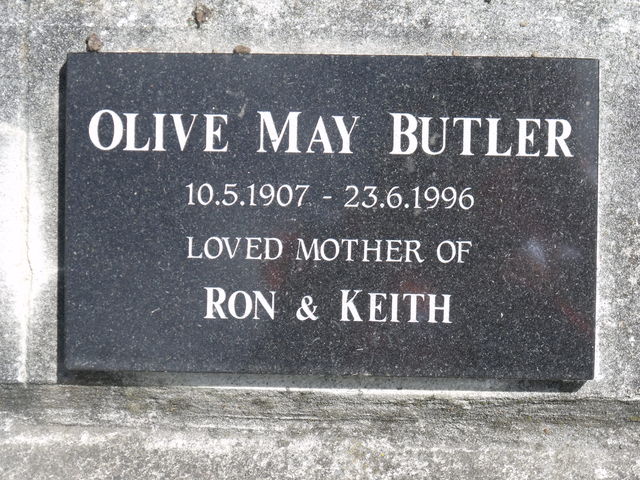 OLIVE MAY BUTLER
10.5.1907 - 23.6.1996
LOVED MOTHER OF
RON & KEITH